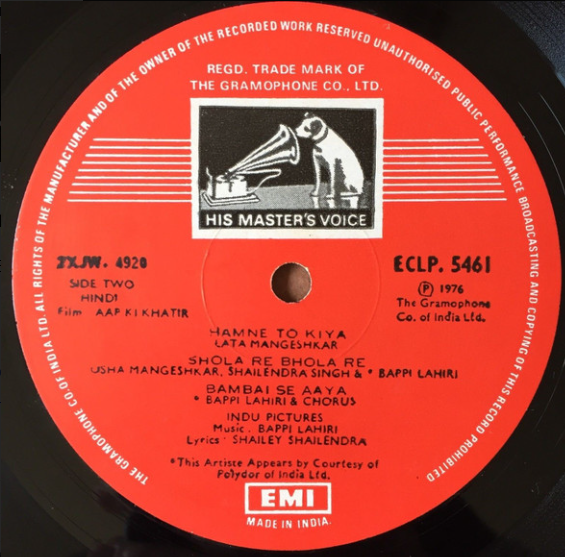 THE GRAMOPHONE CO. OF INDIA LTD. ALL RIGHTS OF THE MANUFACTURER AND OF THE OWNER OF THE RECORDED WORK RESERVED UNAUTHORISED PUBLIC PERFORMANCE BROADCASTING AND COPYING OF THIS RECORD PROHIBITED
REGD. TRADE MARK OF
THE GRAMOPHONE CO., LTD.
HIS MASTER'S VOICE
2XJW. 4920
SIDE TWO
HINDI
Film AAP KI KHATIR
ECLP. 5461
Ⓟ 1976
The Gramophone
Co. of India Ltd.
HAMNE TO KIYA
LATA MANGESHKAR
SHOLA RE BHOLA RE
USHA MANGESHKAR, SHAILENDRA SINGH & * BAPPI LAHIRI
BAMBAI SE AAYA
* BAPPI LAHIRI & CHORUS
INDU PICTURES
Music . BAPPI LAHIRI
Lyrics : SHAILEY SHAILENDRA
*This Artiste Appears by Courtesy of
Polydor of India Ltd.
EMI
MADE IN INDIA.